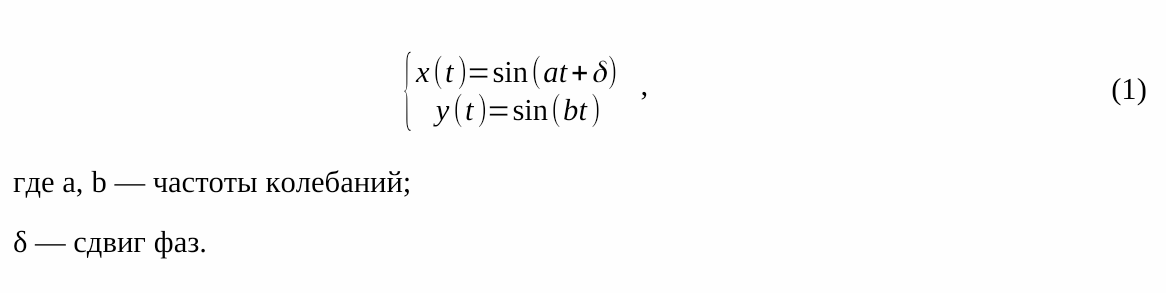 x(t)=sin(at+δ)
y(t)=sin(bt) , (1)
где a, b — частоты колебаний;
δ — сдвиг фаз.